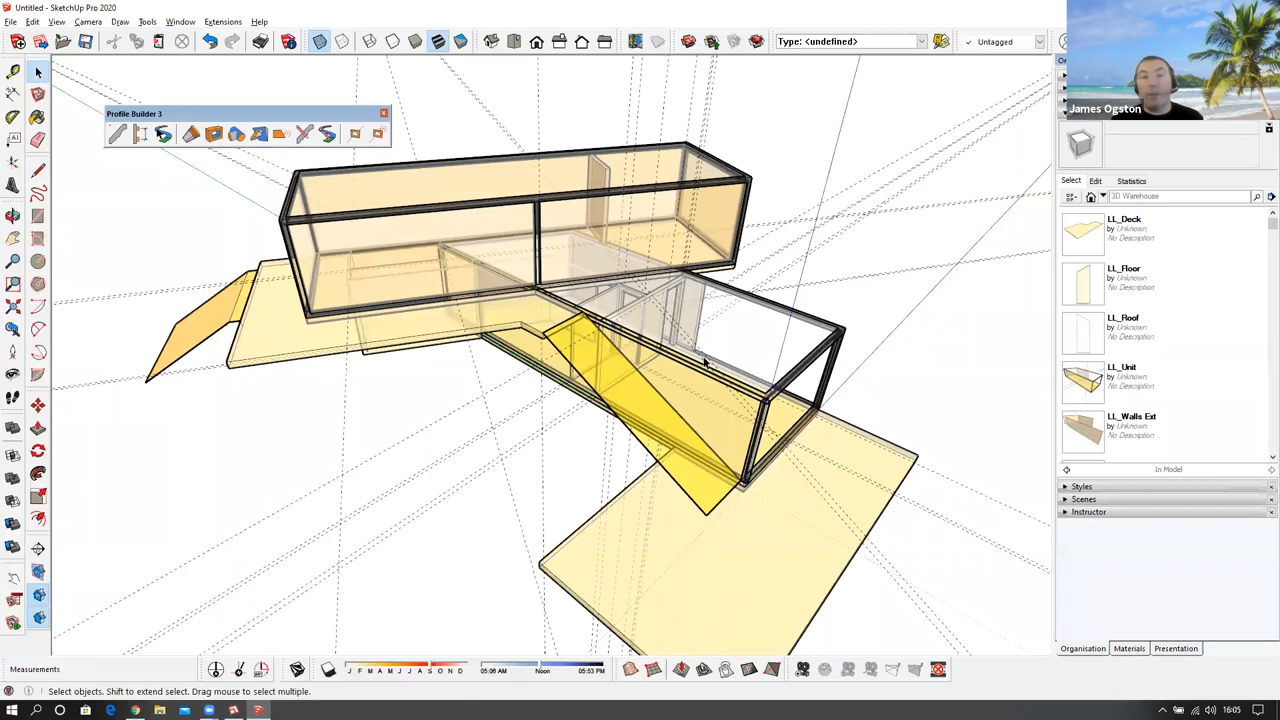 Untitled - SketchUp Pro 2020
File Edit View Camera Draw Tools Window Extensions Help
Type: <undefined>
Untagged
James Ogston
Profile Builder 3
Select Edit Statistics
3D Warehouse
LL_Deck
by Unknown
No Description
LL_Floor
by Unknown
No Description
LL_Roof
by Unknown
No Description
LL_Unit
by Unknown
No Description
LL_Walls Ext
by Unknown
No Description
In Model
Styles
Scenes
Instructor
Organisation Materials Presentation
Measurements
J F M A M J J A S O N D
05:06 AM Noon 05:53 PM
Select objects. Shift to extend select. Drag mouse to select multiple.
16:05